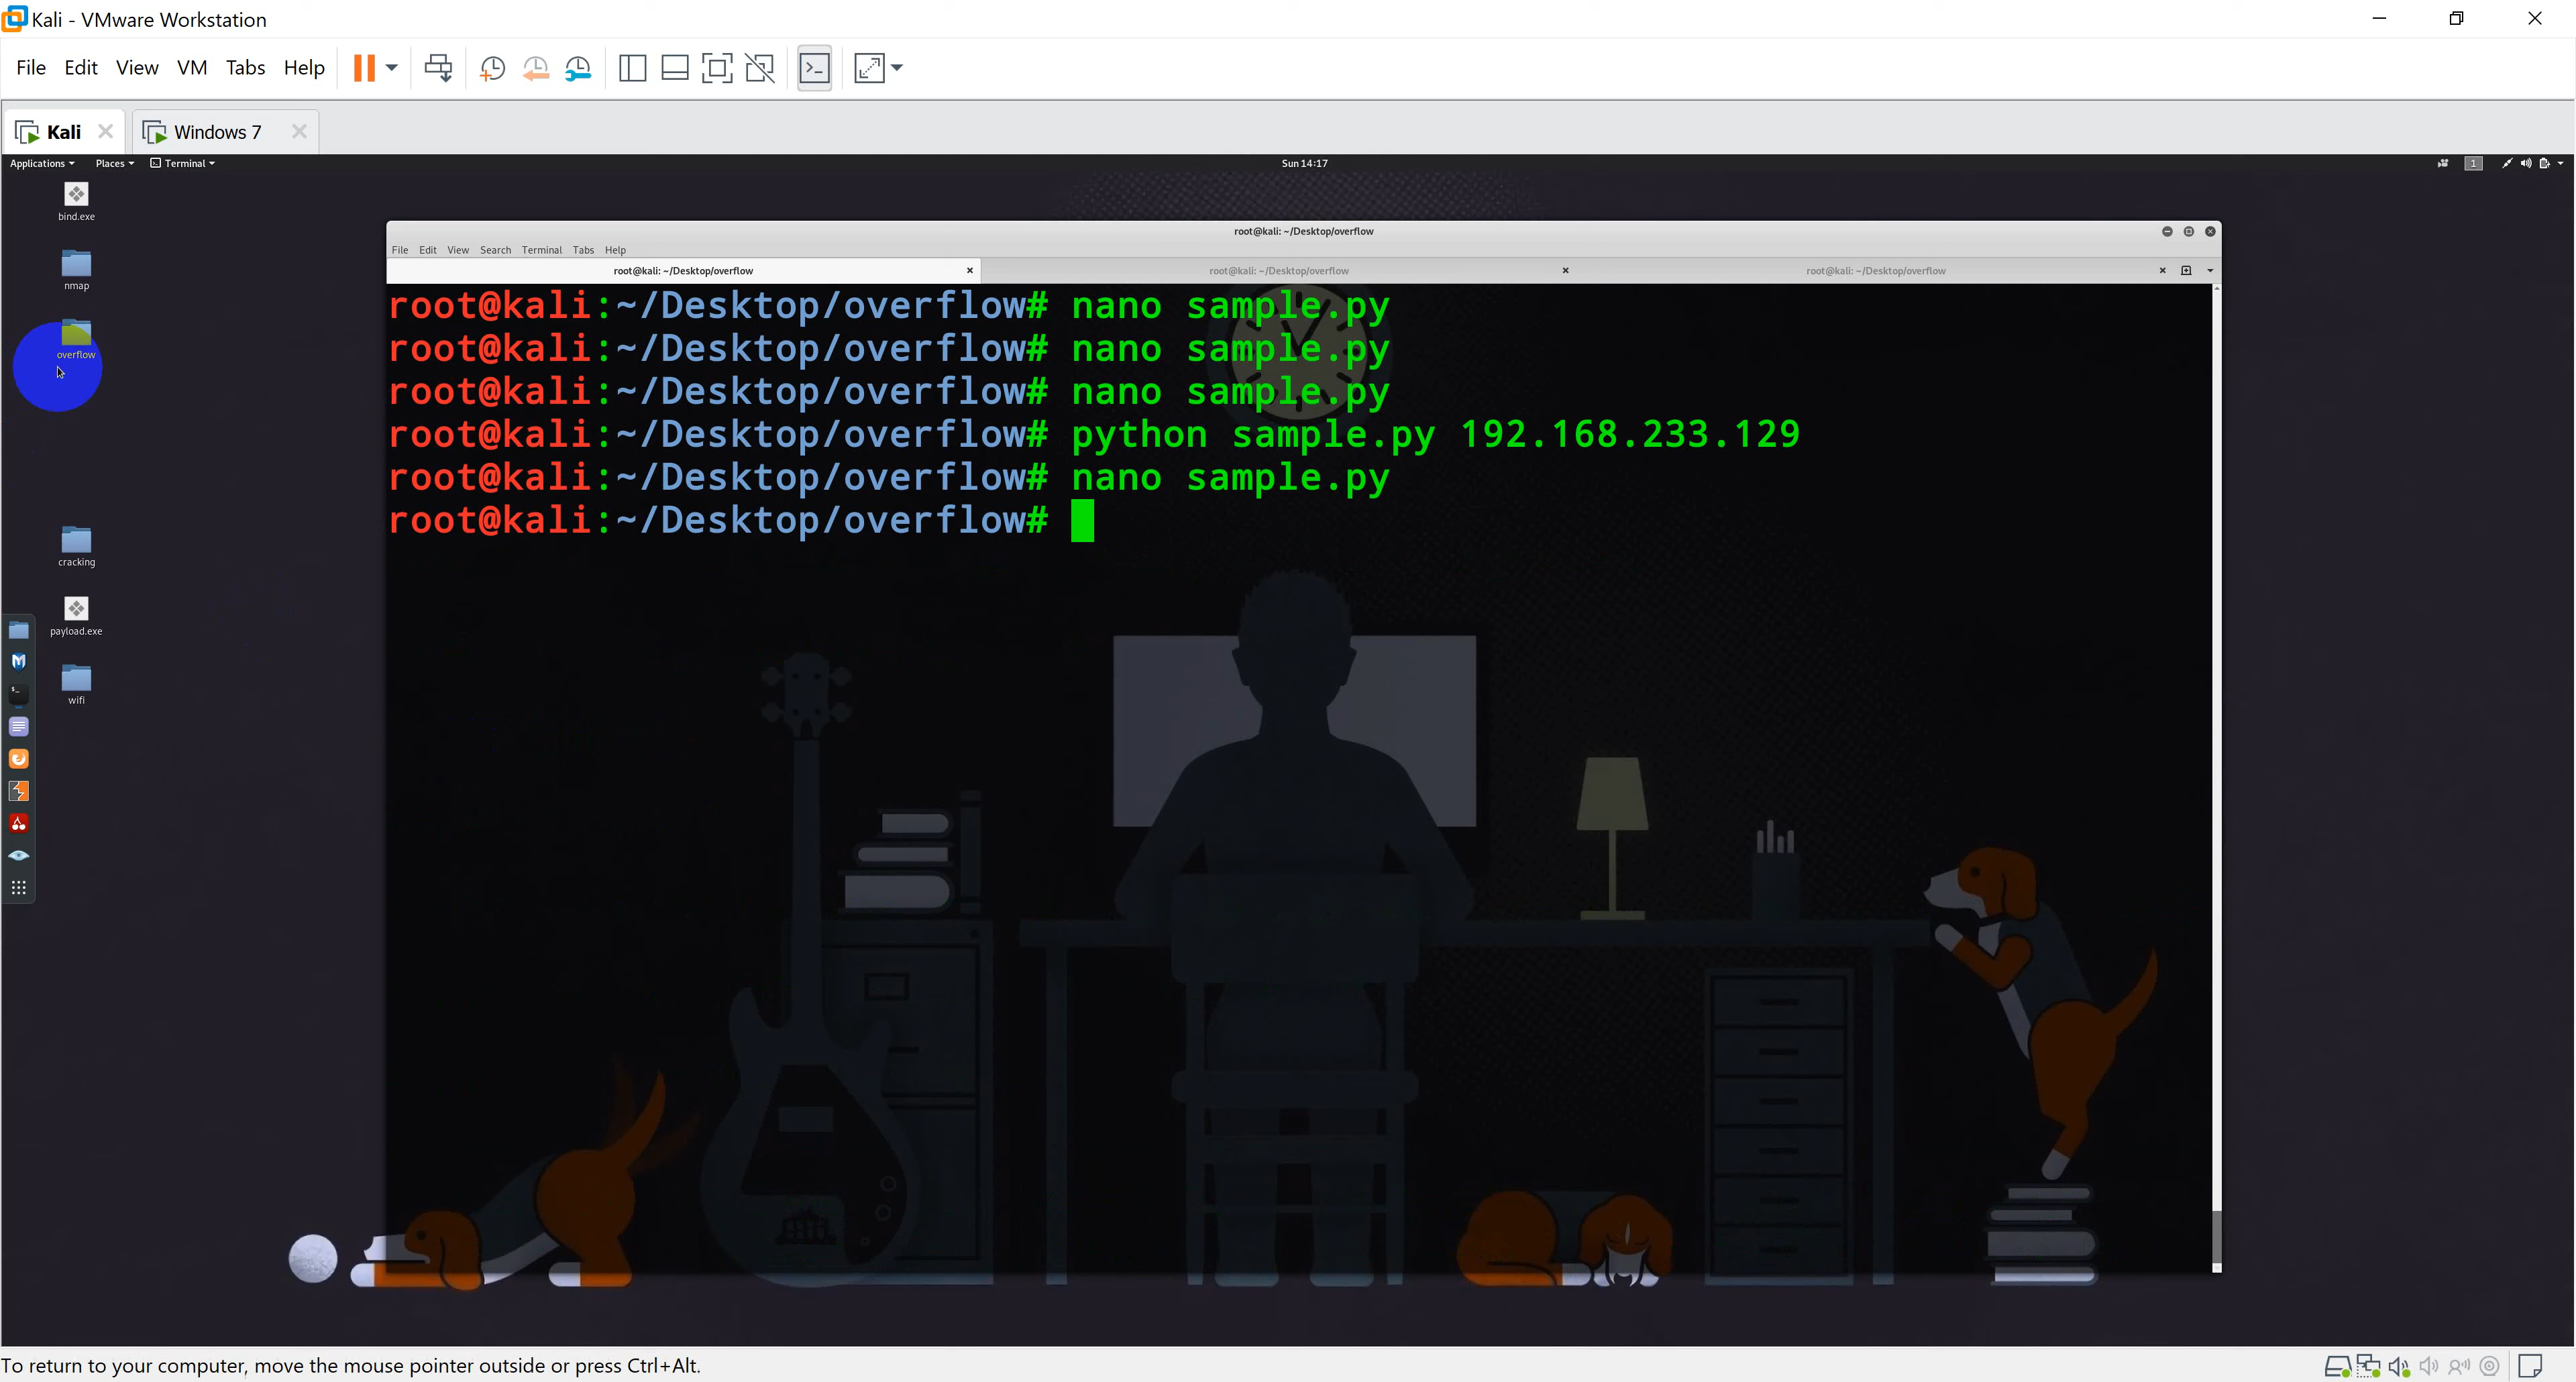 Kali - VMware Workstation
File Edit View VM Tabs Help
Kali Windows 7
Applications Places Terminal Sun 14:17 1
bind.exe
nmap
overflow
cracking
payload.exe
wifi
root@kali: ~/Desktop/overflow
File Edit View Search Terminal Tabs Help
root@kali: ~/Desktop/overflow root@kali: ~/Desktop/overflow root@kali: ~/Desktop/overflow
root@kali:~/Desktop/overflow# nano sample.py
root@kali:~/Desktop/overflow# nano sample.py
root@kali:~/Desktop/overflow# nano sample.py
root@kali:~/Desktop/overflow# python sample.py 192.168.233.129
root@kali:~/Desktop/overflow# nano sample.py
root@kali:~/Desktop/overflow#
To return to your computer, move the mouse pointer outside or press Ctrl+Alt.